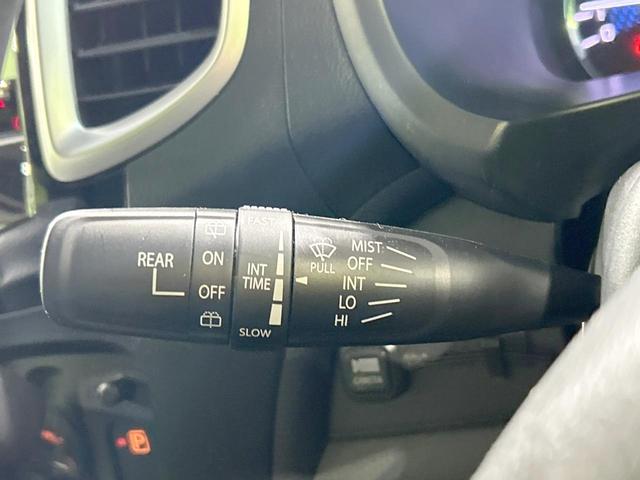 REAR
ON
OFF
FAST
INT
TIME
SLOW
PULL
MIST
OFF
INT
LO
HI
P